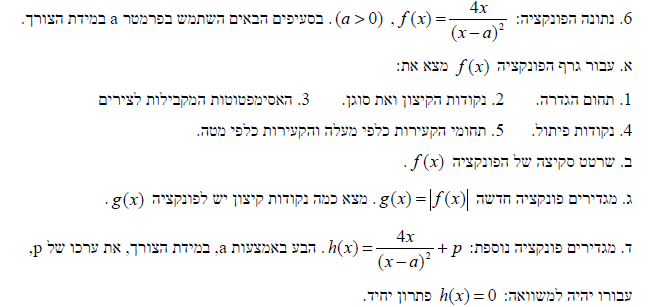 6. נתונה הפונקציה: f(x) = 4x/(x−a)² , (a > 0). בסעיפים הבאים השתמש בפרמטר a במידת הצורך.
א. עבור גרף הפונקציה f(x) מצא את:
1. תחום הגדרה. 2. נקודות הקיצון ואת סוגן. 3. האסימפטוטות המקבילות לצירים
4. נקודות פיתול. 5. תחומי הקעירות כלפי מעלה והקעירות כלפי מטה.
ב. שרטט סקיצה של הפונקציה f(x).
ג. מגדירים פונקציה חדשה g(x) = |f(x)|. מצא כמה נקודות קיצון יש לפונקציה g(x).
ד. מגדירים פונקציה נוספת: h(x) = 4x/(x−a)² + p. הבע באמצעות a, במידת הצורך, את ערכו של p,
עבורו יהיה למשוואה: h(x) = 0 פתרון יחיד.